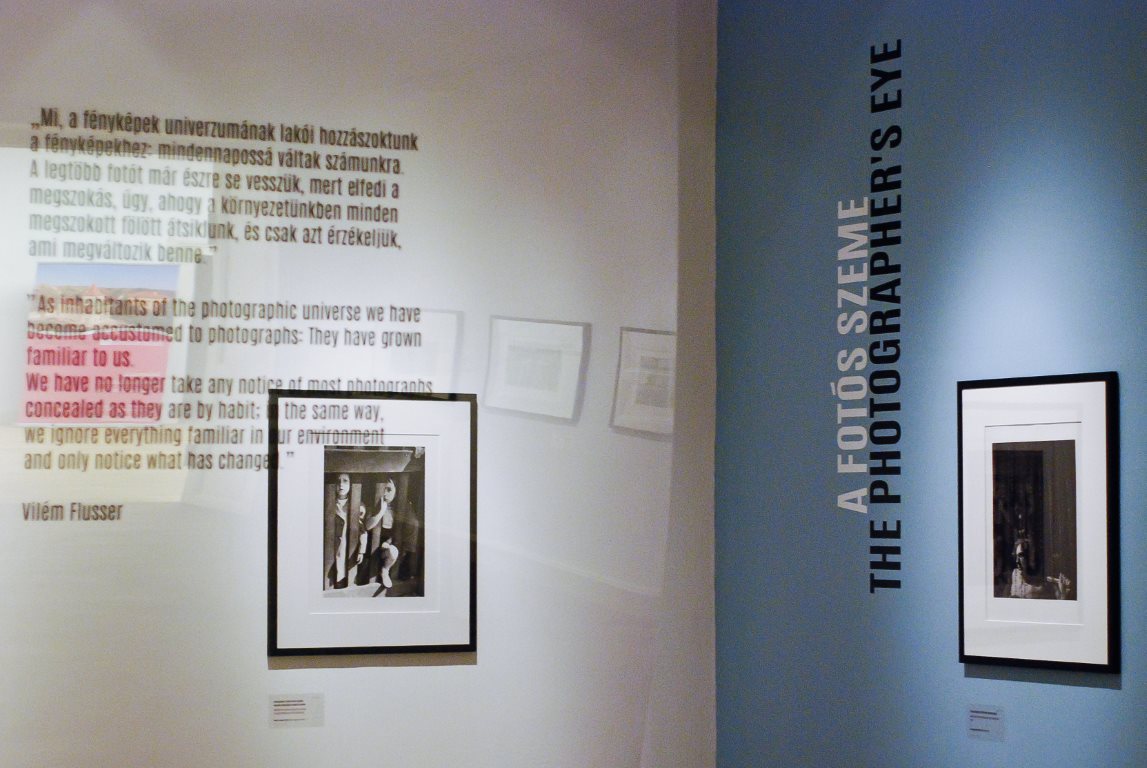 „Mi, a fényképek univerzumának lakói hozzászoktunk
a fényképekhez: mindennapossá váltak számunkra.
A legtöbb fotót már észre se vesszük, mert elfedi a
megszokás, úgy, ahogy a környezetünkben minden
megszokott fölött átsiklunk, és csak azt érzékeljük,
ami megváltozik benne.”
”As inhabitants of the photographic universe we have
become accustomed to photographs: They have grown
familiar to us.
We have no longer take any notice of most photographs
concealed as they are by habit; in the same way,
we ignore everything familiar in our environment
and only notice what has changed.”
Vilém Flusser
A FOTÓS SZEME
THE PHOTOGRAPHER'S EYE